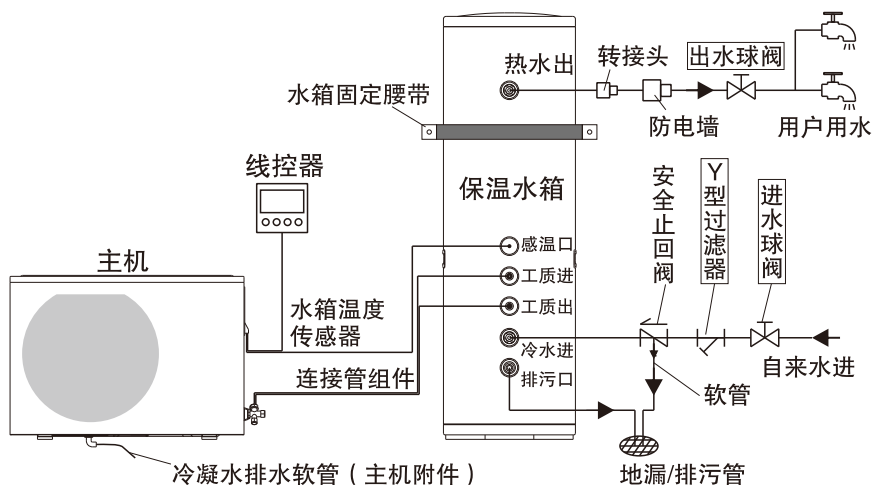 热水出
转接头
出水球阀
水箱固定腰带
防电墙
用户用水
线控器
保温水箱
安全止回阀
Y型过滤器
进水球阀
主机
感温口
工质进
工质出
水箱温度
传感器
冷水进
自来水进
连接管组件
排污口
软管
冷凝水排水软管（主机附件）
地漏/排污管